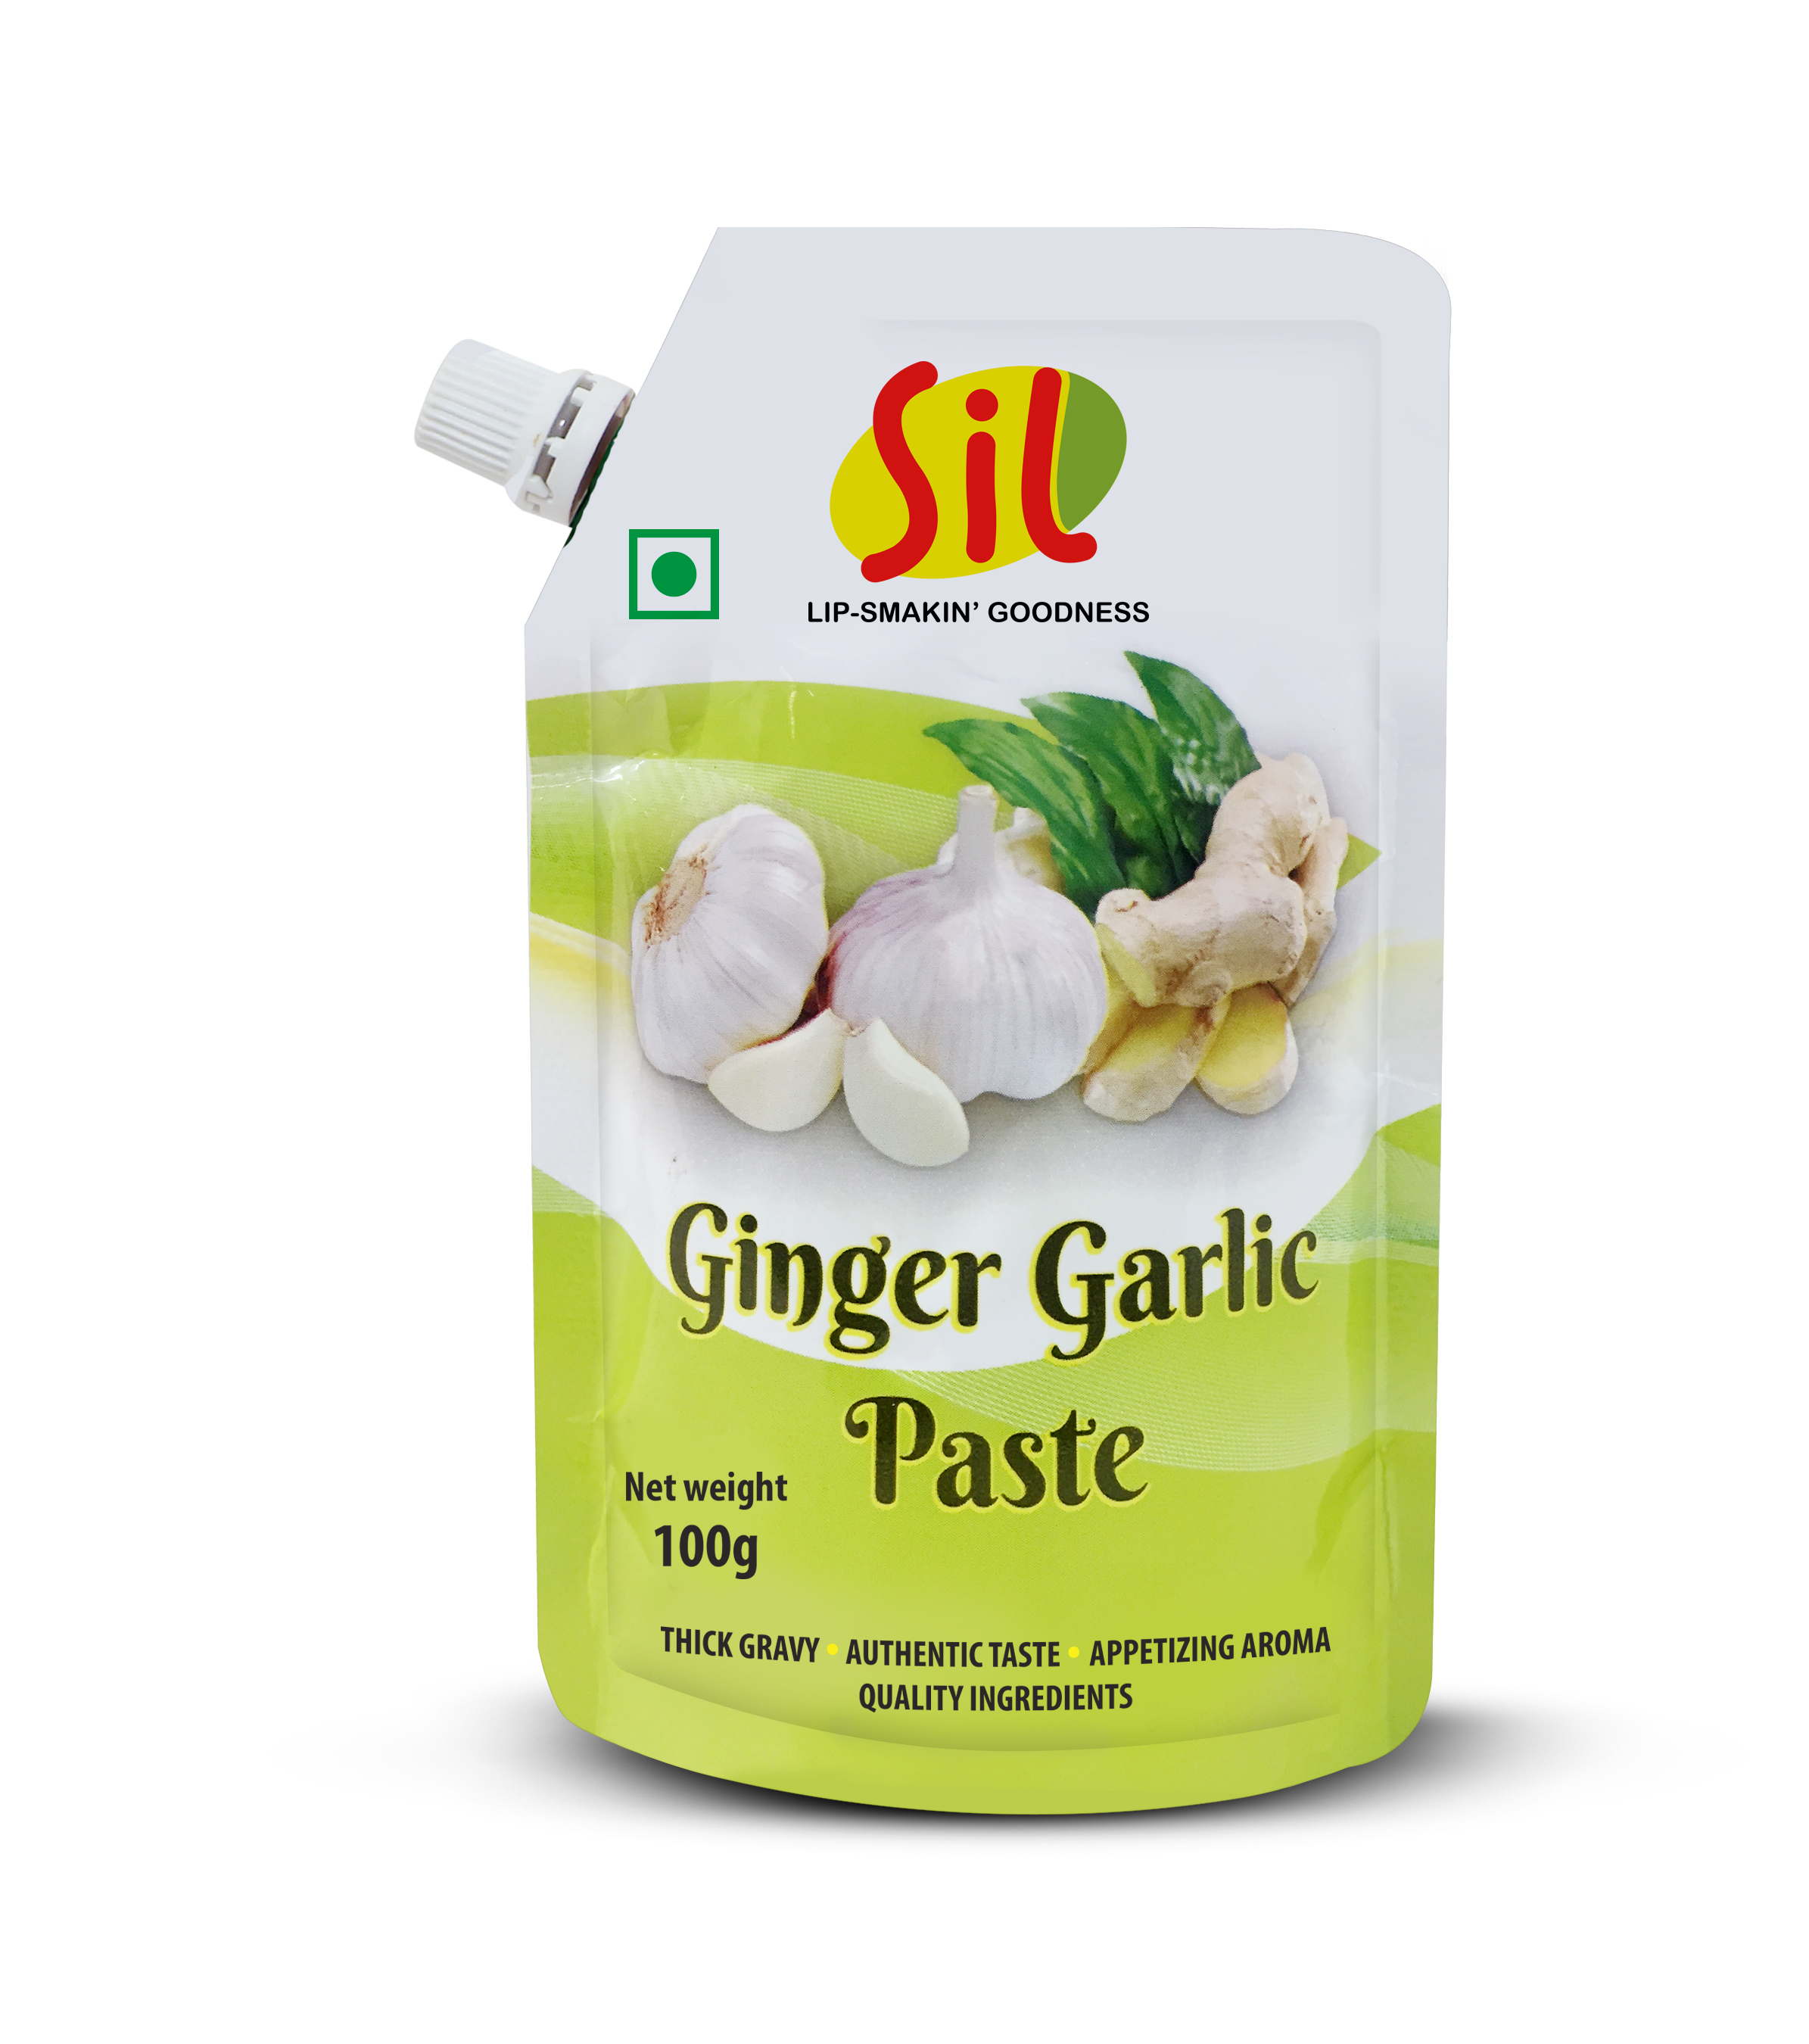 Sil
LIP-SMAKIN' GOODNESS
Ginger Garlic
Paste
Net weight
100g
THICK GRAVY • AUTHENTIC TASTE • APPETIZING AROMA
QUALITY INGREDIENTS